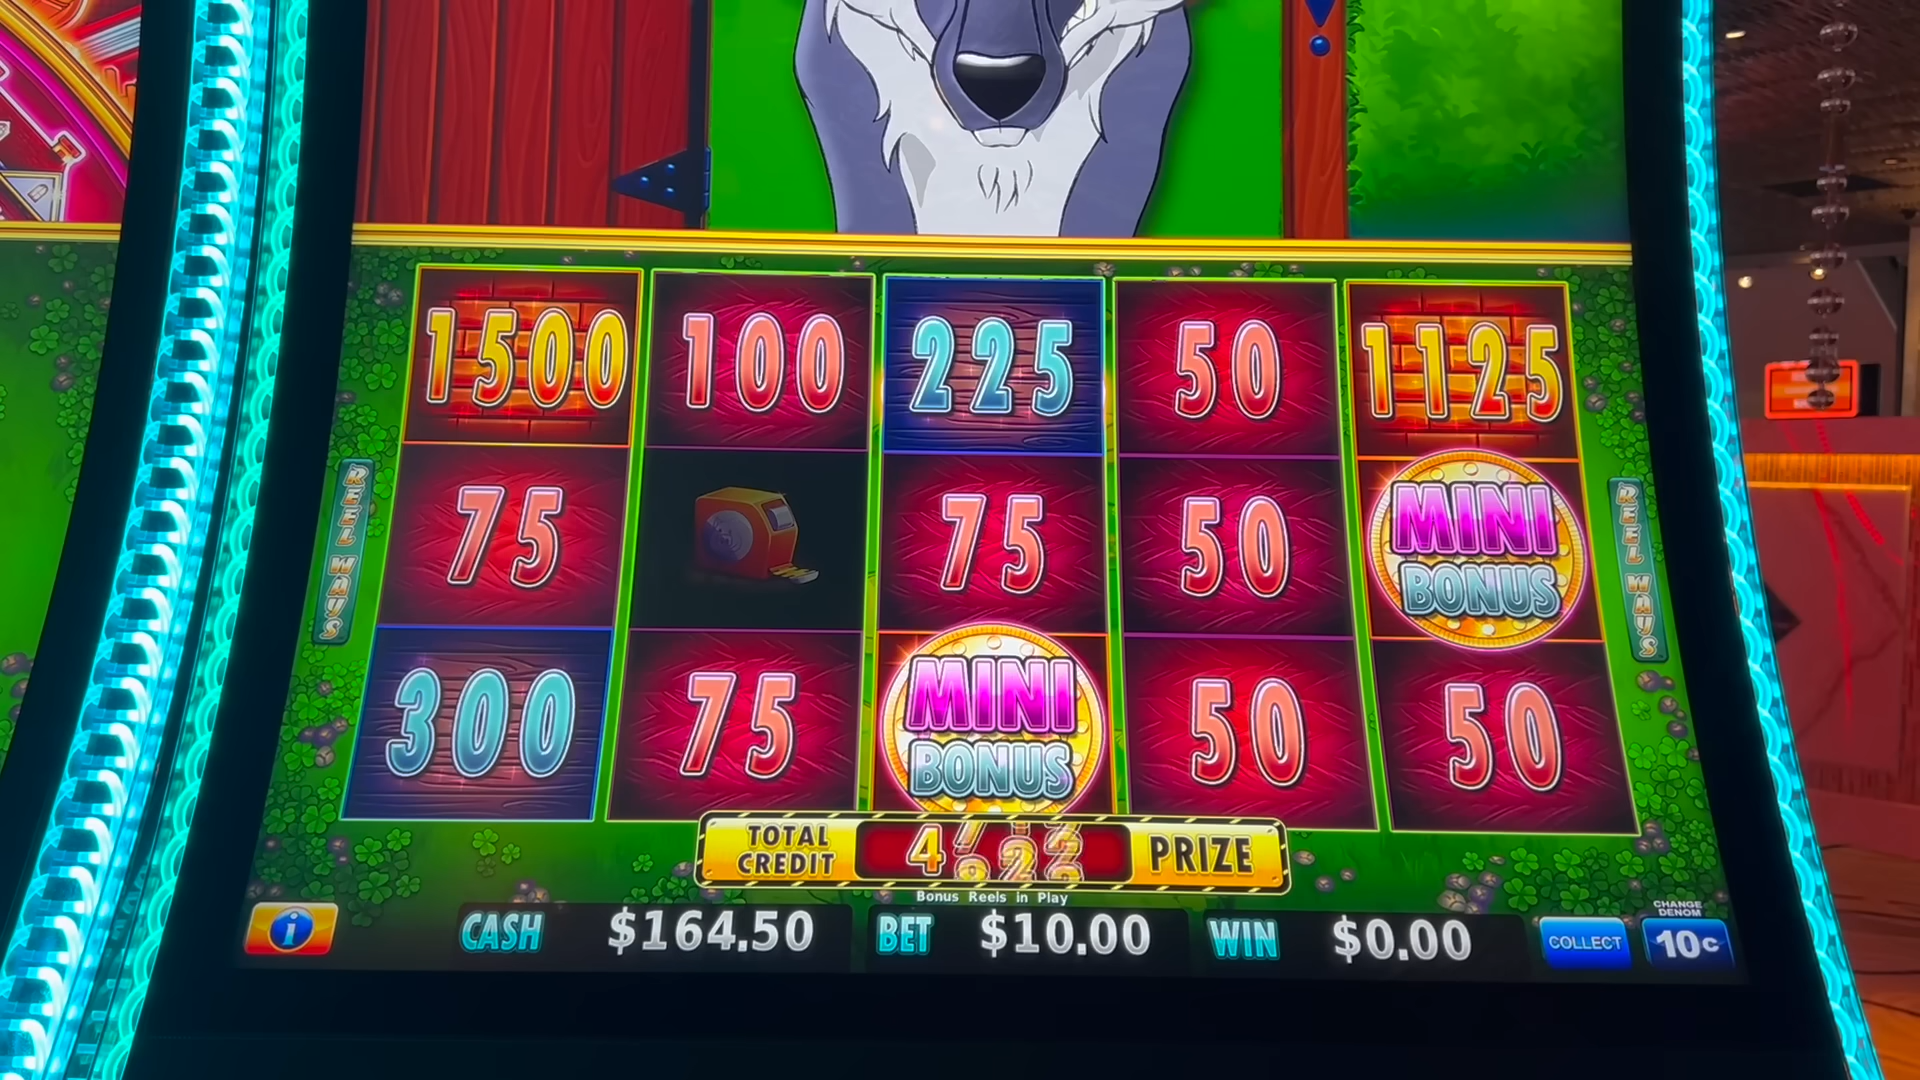 1500 100 225 50 1125
75 75 50 MINI BONUS
300 75 MINI BONUS 50 50
REEL WAYS
REEL WAYS
TOTAL CREDIT 4 PRIZE
Bonus Reels in Play
CASH $164.50 BET $10.00 WIN $0.00 COLLECT
CHANGE DENOM
10¢